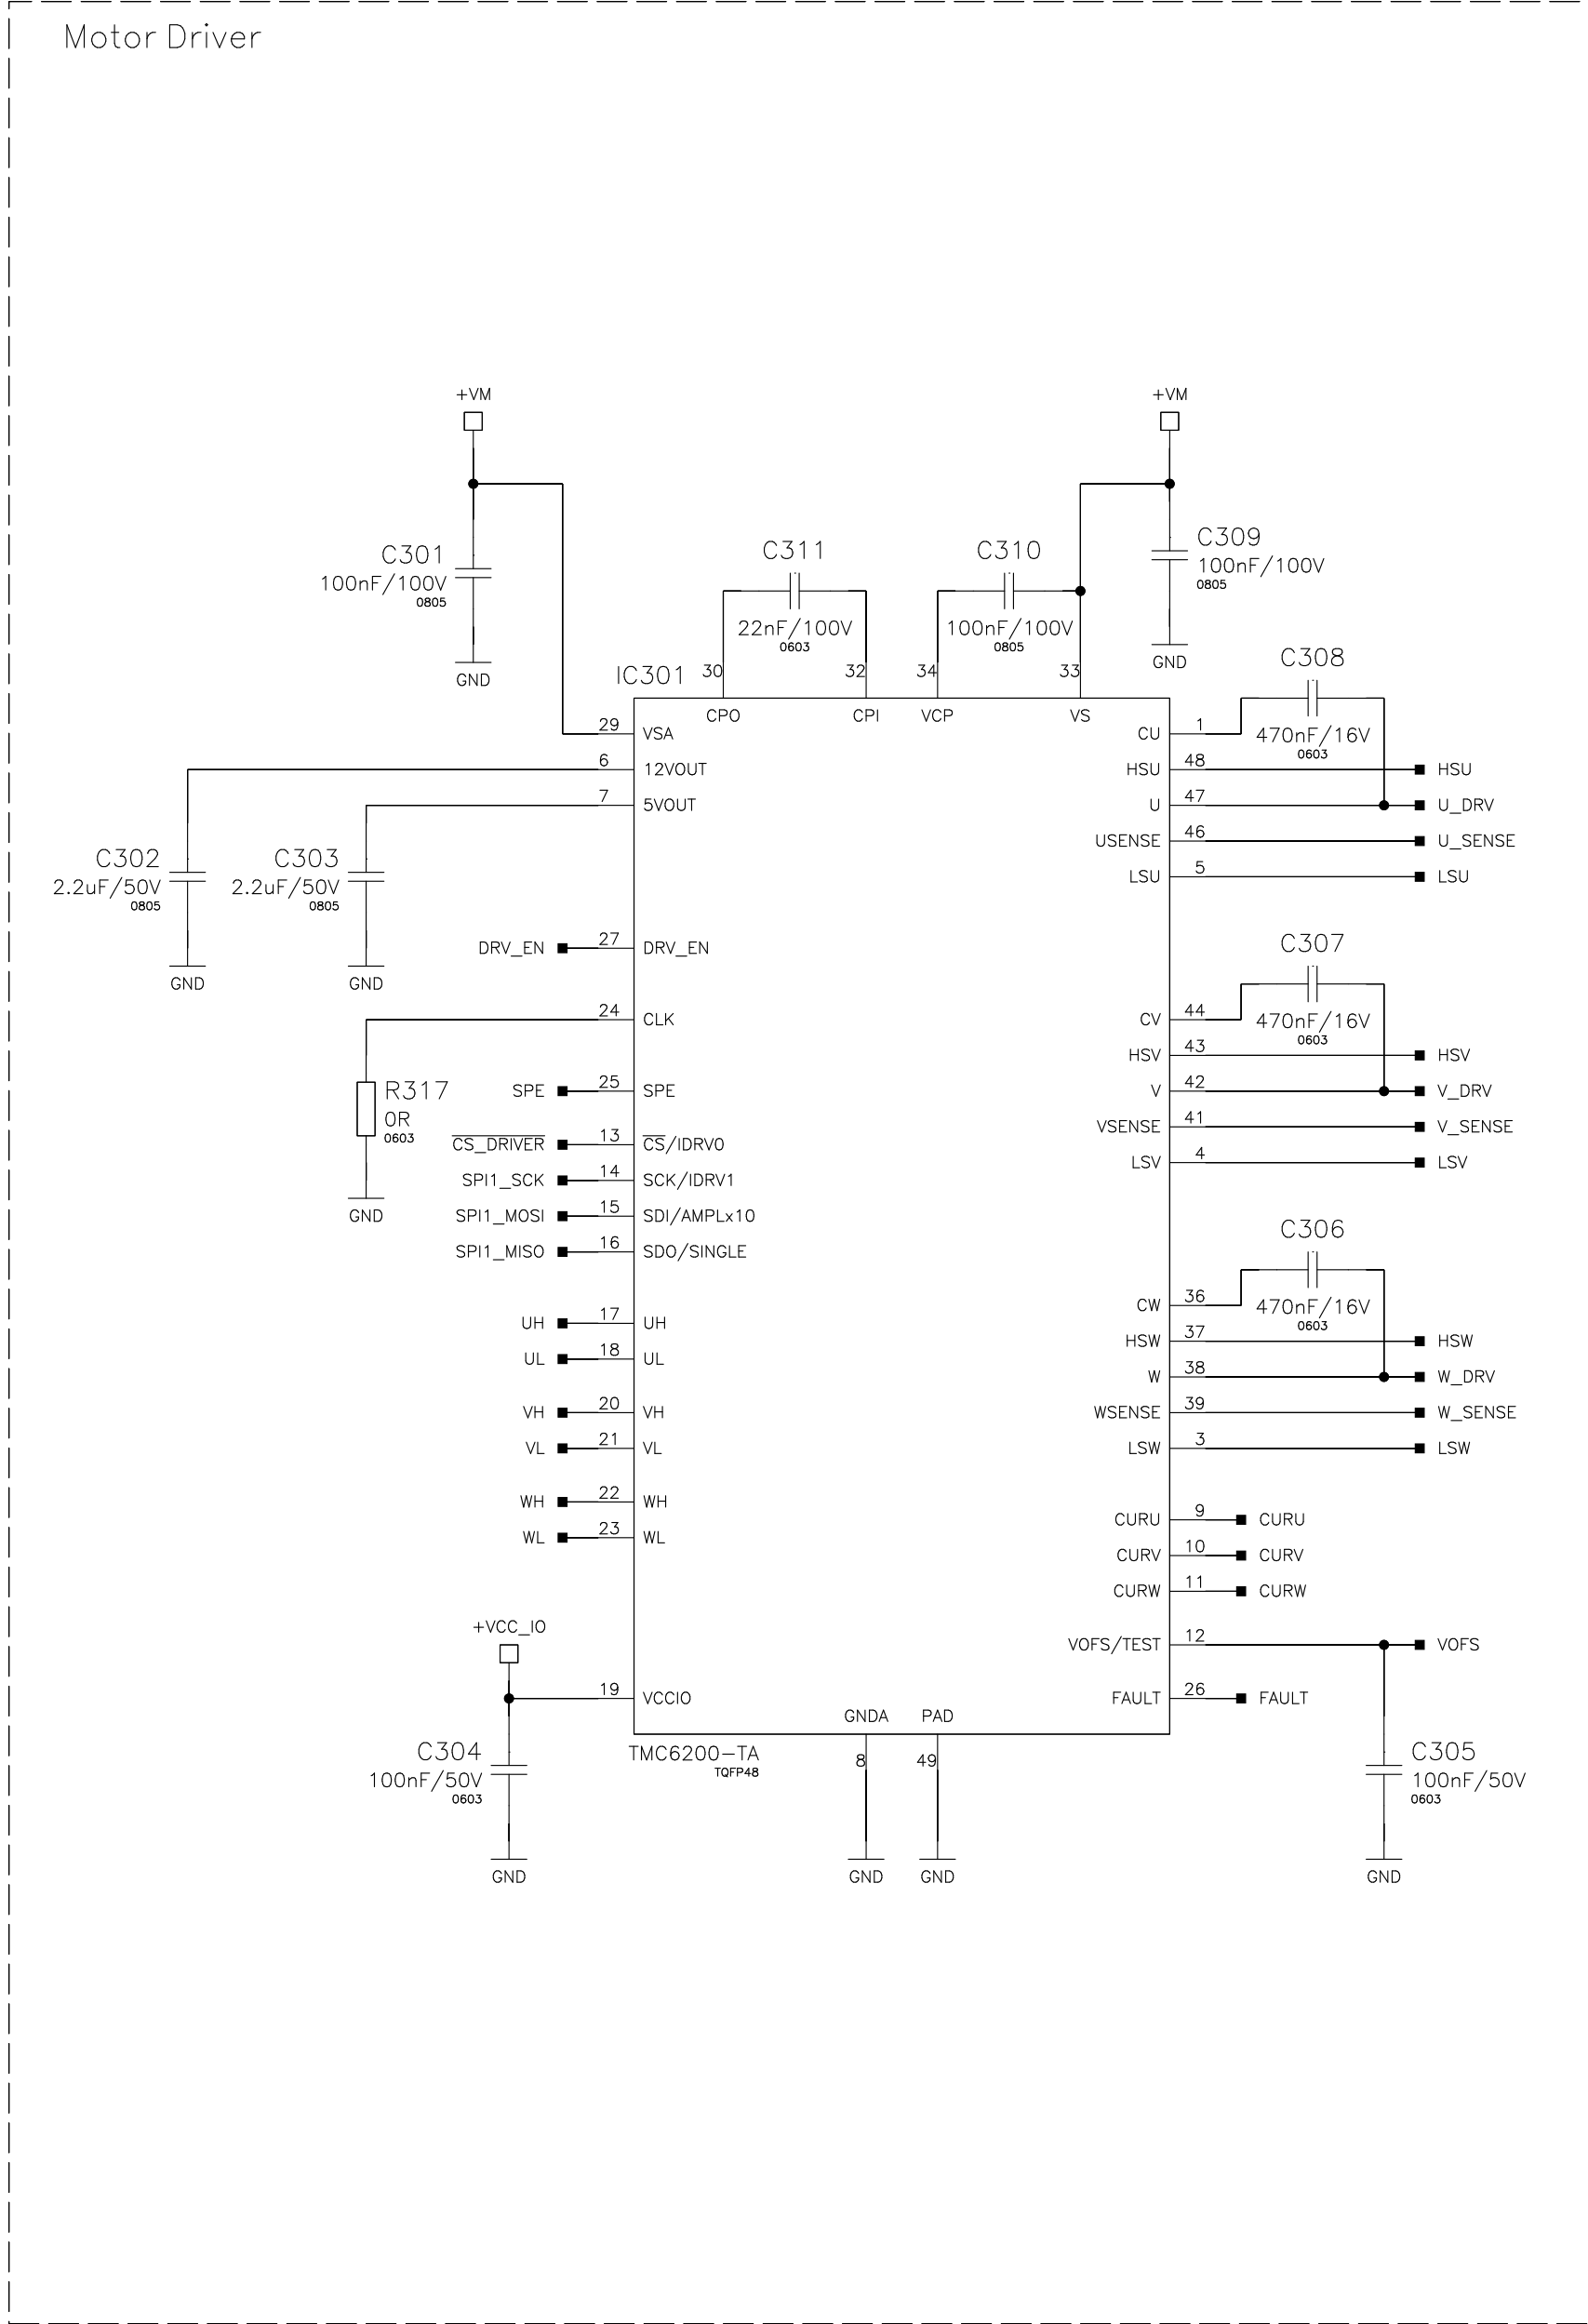 Motor Driver
+VM
+VM
C301
100nF/100V
0805
GND
C311
22nF/100V
0603
C310
100nF/100V
0805
C309
100nF/100V
0805
GND
IC301
30
32
34
33
CPO
CPI
VCP
VS
29
VSA
6
12VOUT
7
5VOUT
C302
2.2uF/50V
0805
GND
C303
2.2uF/50V
0805
GND
DRV_EN
27
DRV_EN
24
CLK
R317
0R
0603
GND
SPE
25
SPE
CS_DRIVER
13
CS/IDRV0
SPI1_SCK
14
SCK/IDRV1
SPI1_MOSI
15
SDI/AMPLx10
SPI1_MISO
16
SDO/SINGLE
UH
17
UH
UL
18
UL
VH
20
VH
VL
21
VL
WH
22
WH
WL
23
WL
+VCC_IO
19
VCCIO
C304
100nF/50V
0603
GND
C308
470nF/16V
0603
CU
1
HSU
48
HSU
U
47
U_DRV
USENSE
46
U_SENSE
LSU
5
LSU
C307
470nF/16V
0603
CV
44
HSV
43
HSV
V
42
V_DRV
VSENSE
41
V_SENSE
LSV
4
LSV
C306
470nF/16V
0603
CW
36
HSW
37
HSW
W
38
W_DRV
WSENSE
39
W_SENSE
LSW
3
LSW
CURU
9
CURU
CURV
10
CURV
CURW
11
CURW
VOFS/TEST
12
VOFS
FAULT
26
FAULT
GNDA
PAD
TMC6200-TA
TQFP48
8
49
GND
GND
C305
100nF/50V
0603
GND